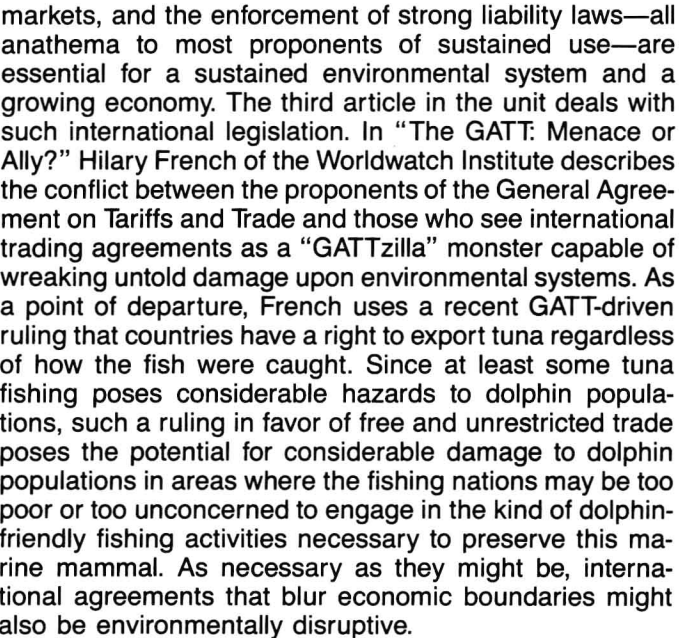 markets, and the enforcement of strong liability laws—all
anathema to most proponents of sustained use—are
essential for a sustained environmental system and a
growing economy. The third article in the unit deals with
such international legislation. In “The GATT: Menace or
Ally?” Hilary French of the Worldwatch Institute describes
the conflict between the proponents of the General Agree-
ment on Tariffs and Trade and those who see international
trading agreements as a “GATTzilla” monster capable of
wreaking untold damage upon environmental systems. As
a point of departure, French uses a recent GATT-driven
ruling that countries have a right to export tuna regardless
of how the fish were caught. Since at least some tuna
fishing poses considerable hazards to dolphin popula-
tions, such a ruling in favor of free and unrestricted trade
poses the potential for considerable damage to dolphin
populations in areas where the fishing nations may be too
poor or too unconcerned to engage in the kind of dolphin-
friendly fishing activities necessary to preserve this ma-
rine mammal. As necessary as they might be, interna-
tional agreements that blur economic boundaries might
also be environmentally disruptive.